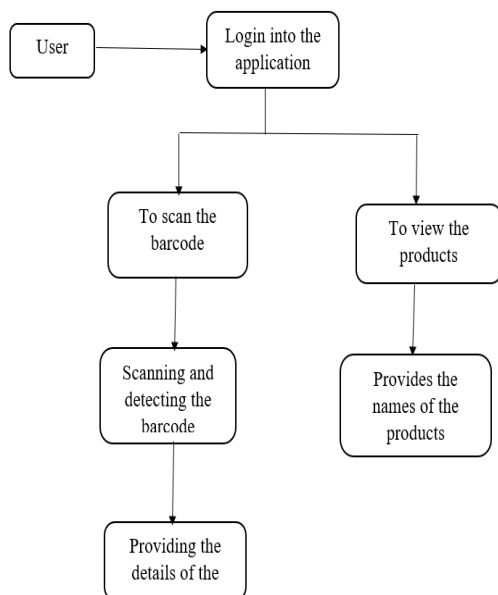 User
Login into the
application
To scan the
barcode
To view the
products
Scanning and
detecting the
barcode
Provides the
names of the
products
Providing the
details of the